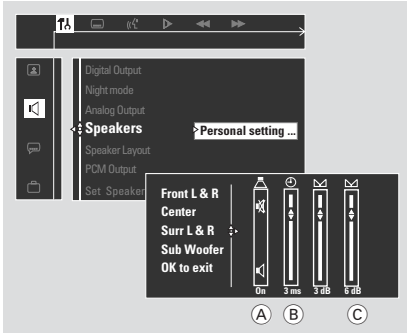 Digital Output
Night mode
Analog Output
Speakers
Personal setting ...
Speaker Layout
PCM Output
Set Speaker
Front L & R
Center
Surr L & R
Sub Woofer
OK to exit
On 3 ms 3 dB 6 dB
A B C